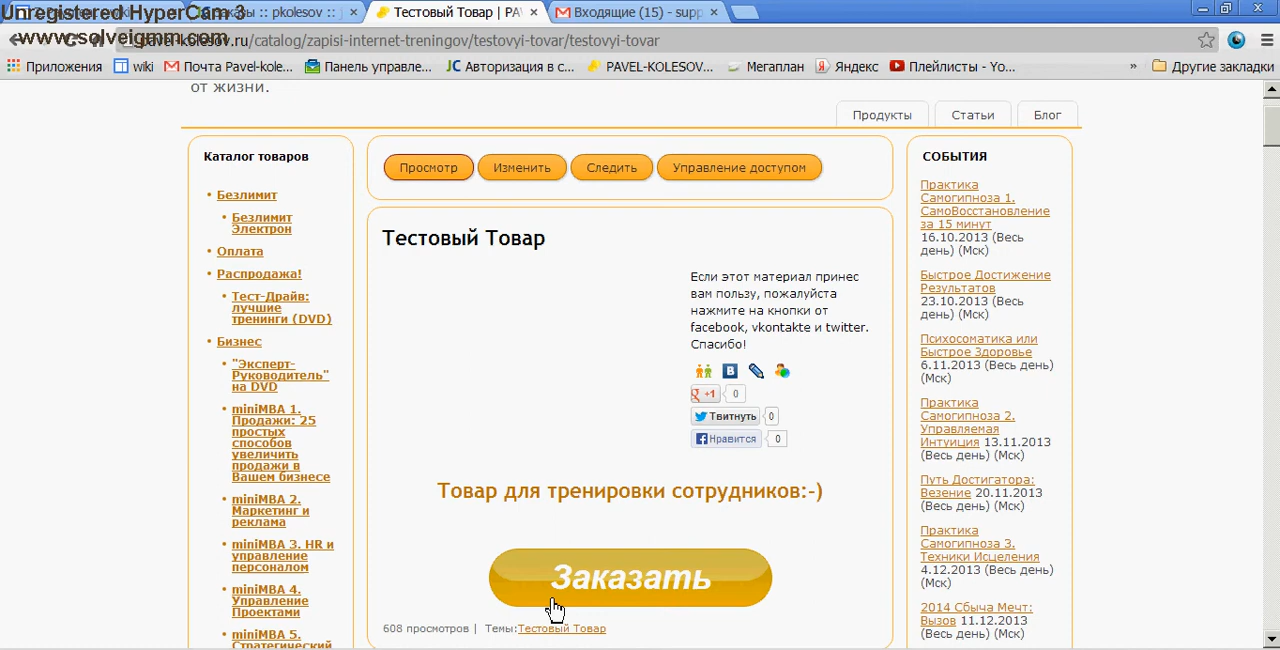 Unregistered HyperCam 3
www.solveigmm.com
:: pkolesov ::
Тестовый Товар | PA
Входящие (15) - supp
pavel-kolesov.ru/catalog/zapisi-internet-treningov/testovyi-tovar/testovyi-tovar
Приложения
wiki
Почта Pavel-kole...
Панель управле...
JC Авторизация в с...
PAVEL-KOLESOV...
Мегаплан
Яндекс
Плейлисты - Yo...
»
Другие закладки
от жизни.
Продукты
Статьи
Блог
Каталог товаров
Безлимит
Безлимит
Электрон
Оплата
Распродажа!
Тест-Драйв:
лучшие
тренинги (DVD)
Бизнес
"Эксперт-
Руководитель"
на DVD
miniMBA 1.
Продажи: 25
простых
способов
увеличить
продажи в
Вашем бизнесе
miniMBA 2.
Маркетинг и
реклама
miniMBA 3. HR и
управление
персоналом
miniMBA 4.
Управление
Проектами
miniMBA 5.
Стратегический
Просмотр
Изменить
Следить
Управление доступом
Тестовый Товар
Если этот материал принес
вам пользу, пожалуйста
нажмите на кнопки от
facebook, vkontakte и twitter.
Спасибо!
B
g +1 0
Твитнуть 0
Нравится 0
Товар для тренировки сотрудников:-)
Заказать
608 просмотров | Темы:Тестовый Товар
СОБЫТИЯ
Практика
Самогипноза 1.
СамоВосстановление
за 15 минут
16.10.2013 (Весь
день) (Мск)
Быстрое Достижение
Результатов
23.10.2013 (Весь
день) (Мск)
Психосоматика или
Быстрое Здоровье
6.11.2013 (Весь день)
(Мск)
Практика
Самогипноза 2.
Управляемая
Интуиция 13.11.2013
(Весь день) (Мск)
Путь Достигатора:
Везение 20.11.2013
(Весь день) (Мск)
Практика
Самогипноза 3.
Техники Исцеления
4.12.2013 (Весь день)
(Мск)
2014 Сбыча Мечт:
Вызов 11.12.2013
(Весь день) (Мск)